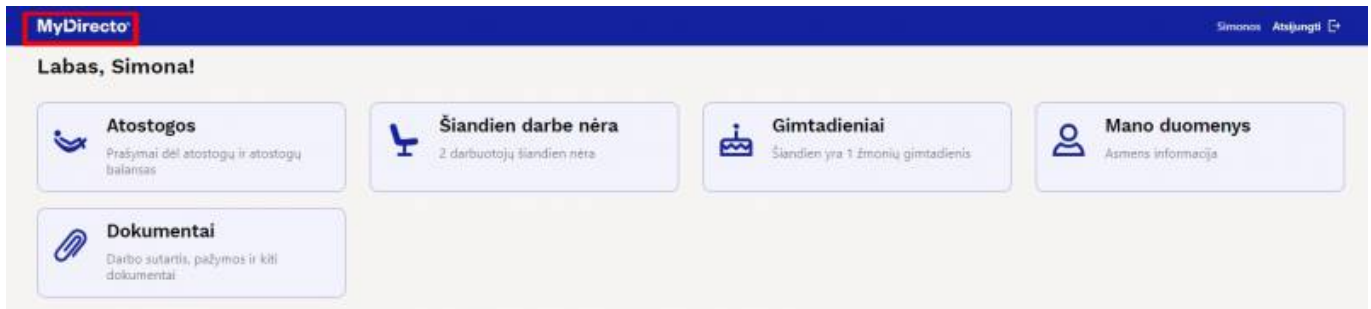 MyDirecto
Simonos Atsijungti
Labas, Simona!
Atostogos
Prašymai dėl atostogų ir atostogų
balansas
Šiandien darbe nėra
2 darbuotojų šiandien nėra
Gimtadieniai
Šiandien yra 1 žmonių gimtadienis
Mano duomenys
Asmens informacija
Dokumentai
Darbo sutartis, pažymos ir kiti
dokumentai